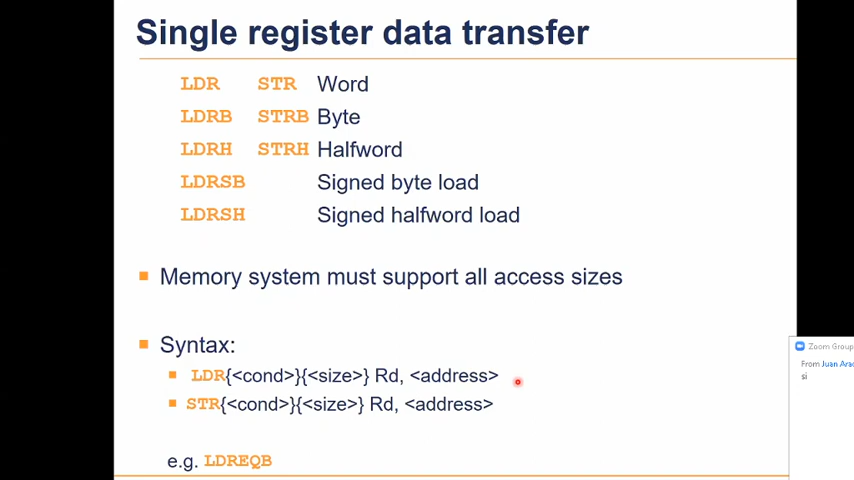 Single register data transfer
LDR STR Word
LDRB STRB Byte
LDRH STRH Halfword
LDRSB Signed byte load
LDRSH Signed halfword load
Memory system must support all access sizes
Syntax:
LDR{<cond>}{<size>} Rd, <address>
STR{<cond>}{<size>} Rd, <address>
e.g. LDREQB
Zoom Group
From Juan Ara
si